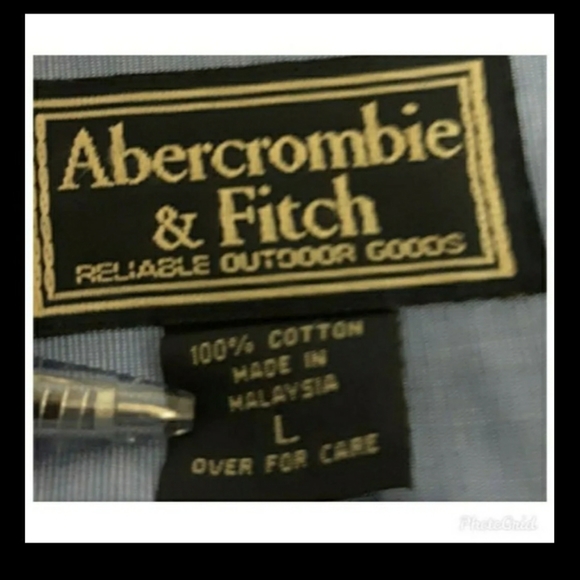 Abercrombie
& Fitch
RELIABLE OUTDOOR GOODS
100% COTTON
MADE IN
MALAYSIA
L
OVER FOR CARE
PhotoGrid